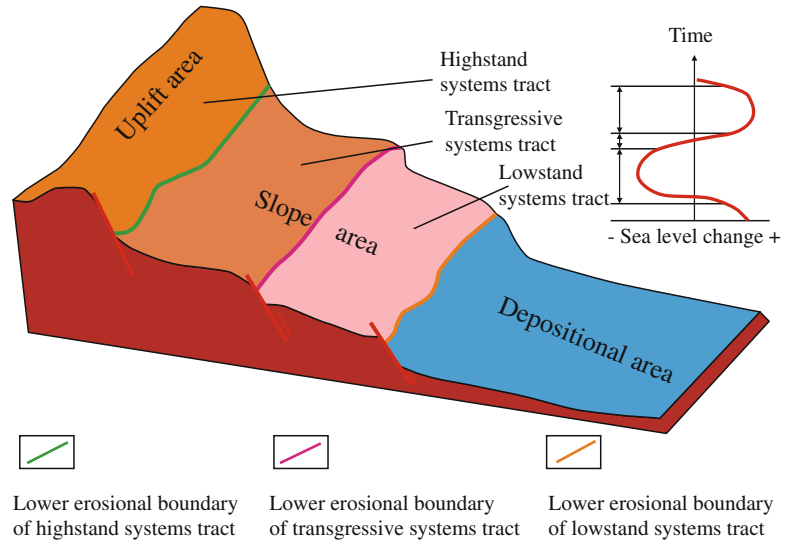 Time
Highstand
systems tract
Uplift area
Transgressive
systems tract
Lowstand
systems tract
Slope
area
- Sea level change +
Depositional area
Lower erosional boundary
of highstand systems tract
Lower erosional boundary
of transgressive systems tract
Lower erosional boundary
of lowstand systems tract